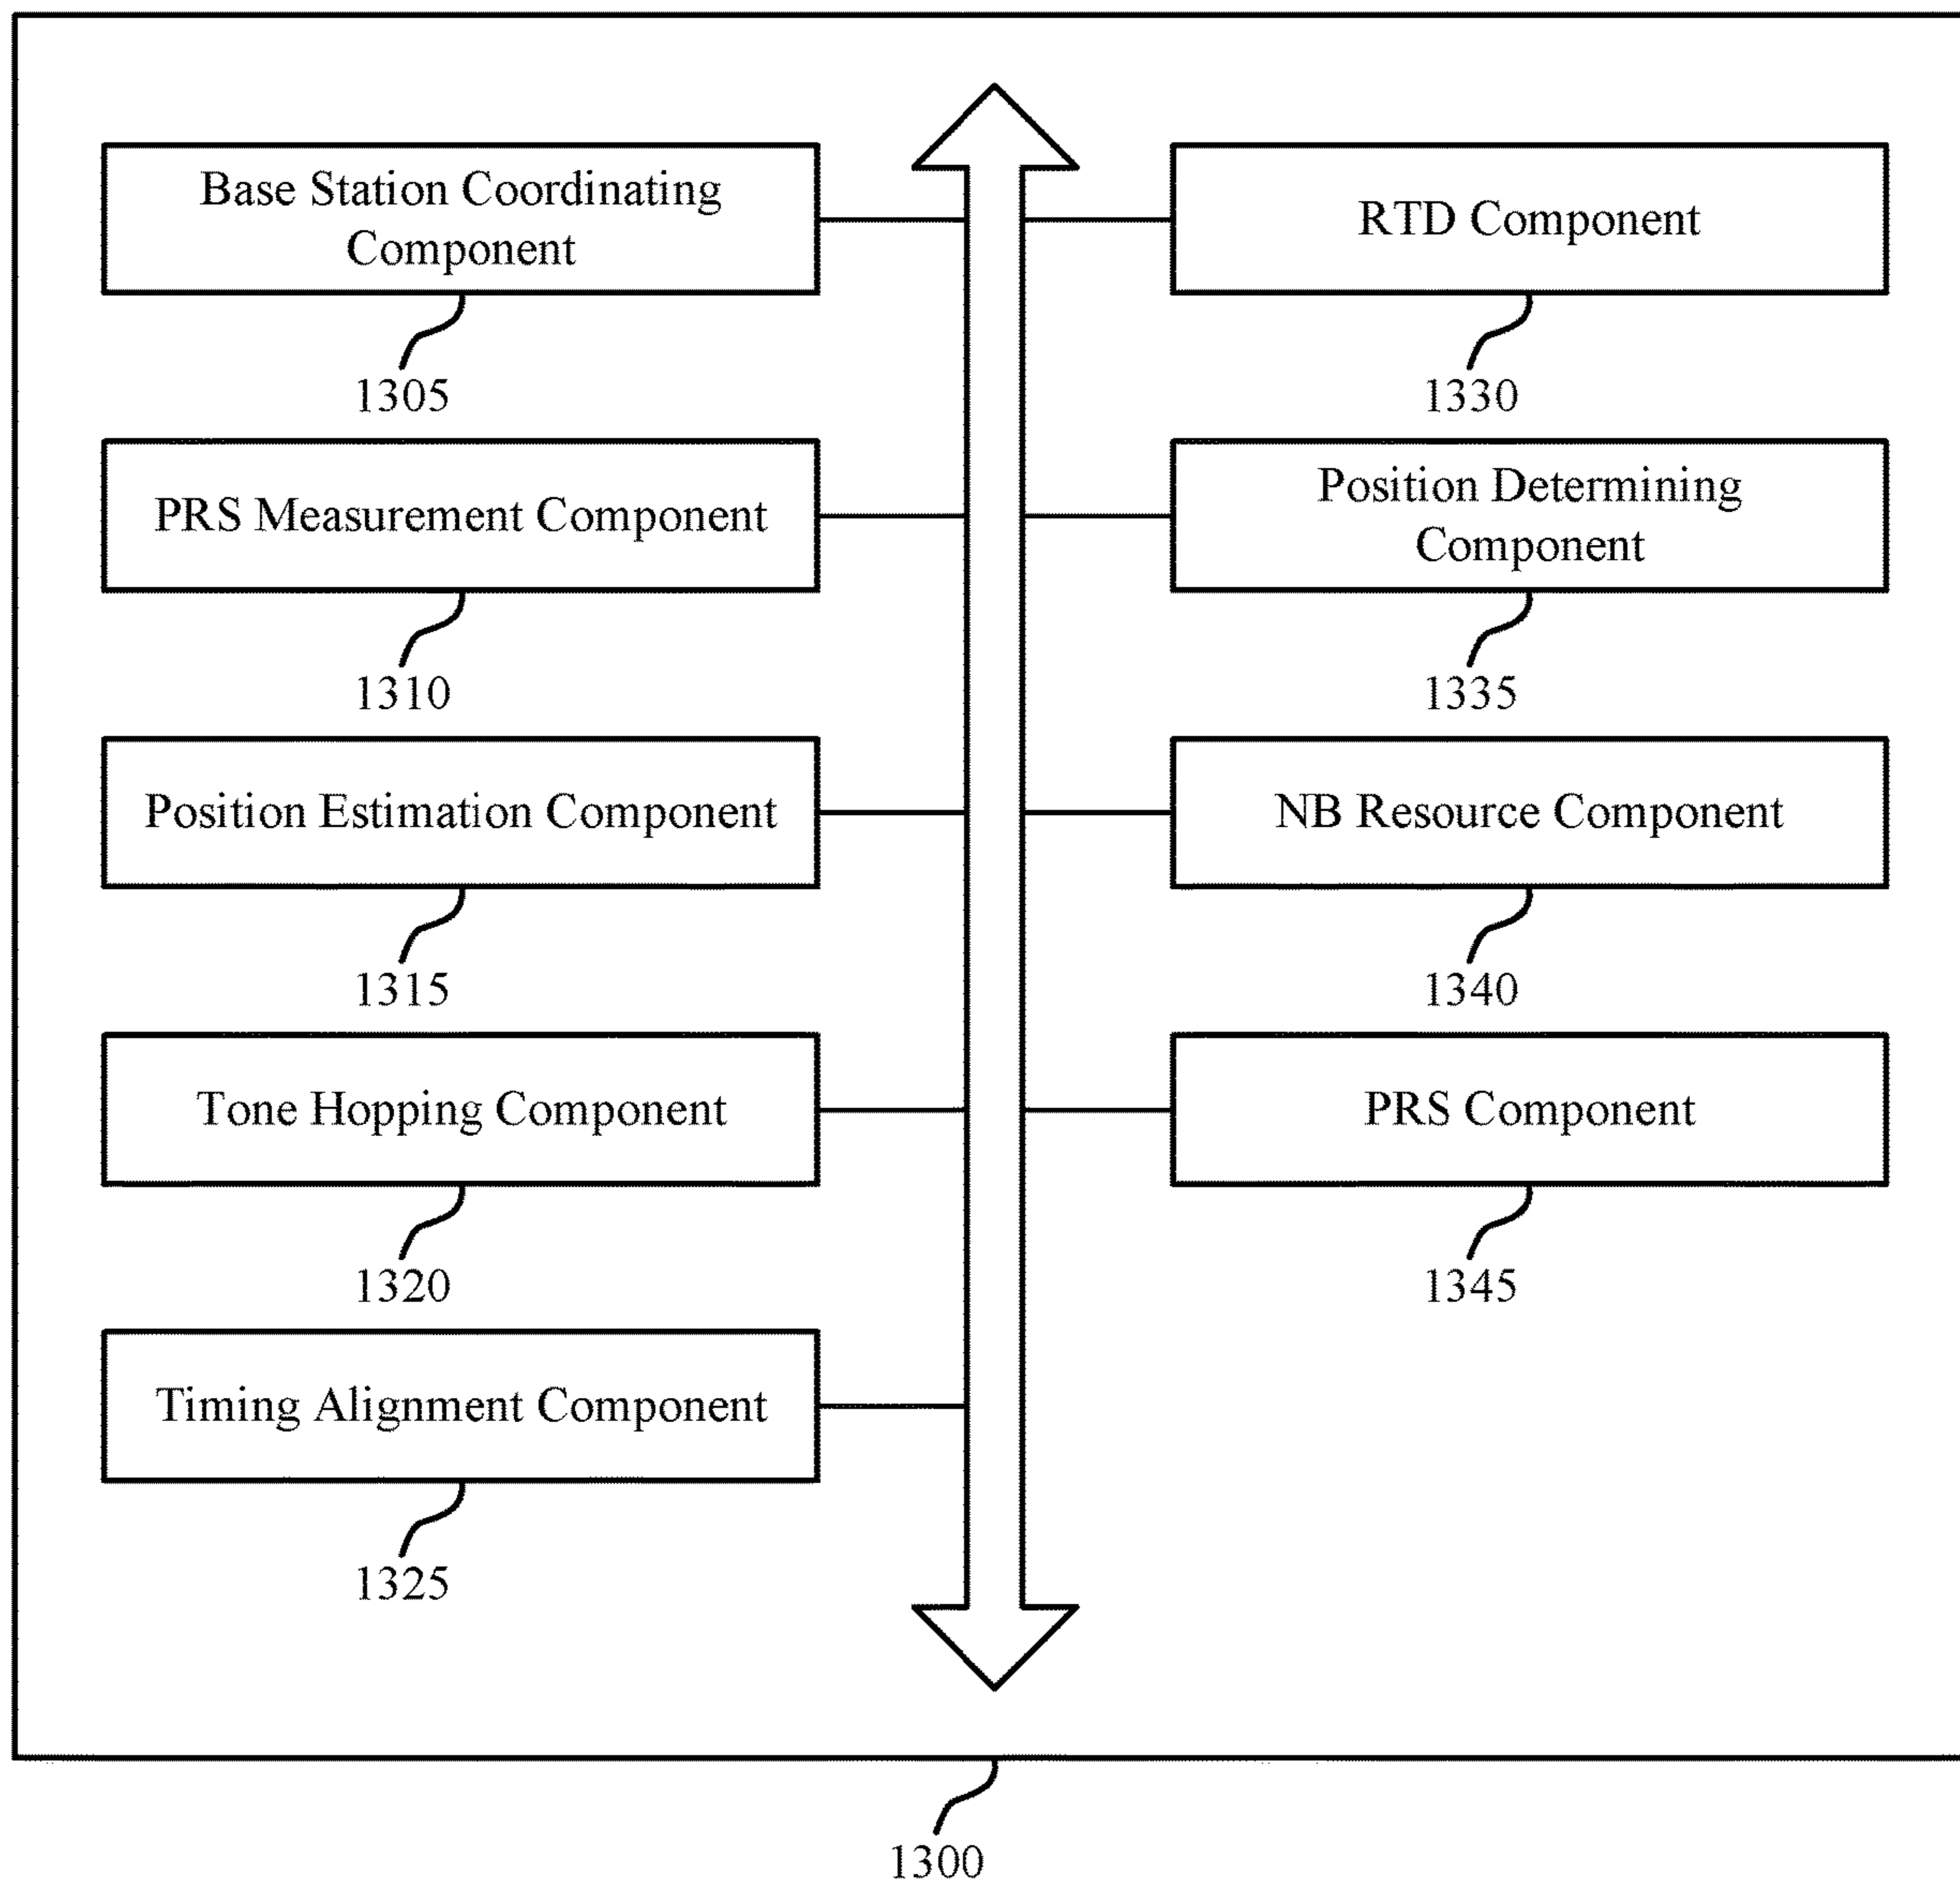 Base Station Coordinating
Component
1305
PRS Measurement Component
1310
Position Estimation Component
1315
Tone Hopping Component
1320
Timing Alignment Component
1325
RTD Component
1330
Position Determining
Component
1335
NB Resource Component
1340
PRS Component
1345
1300